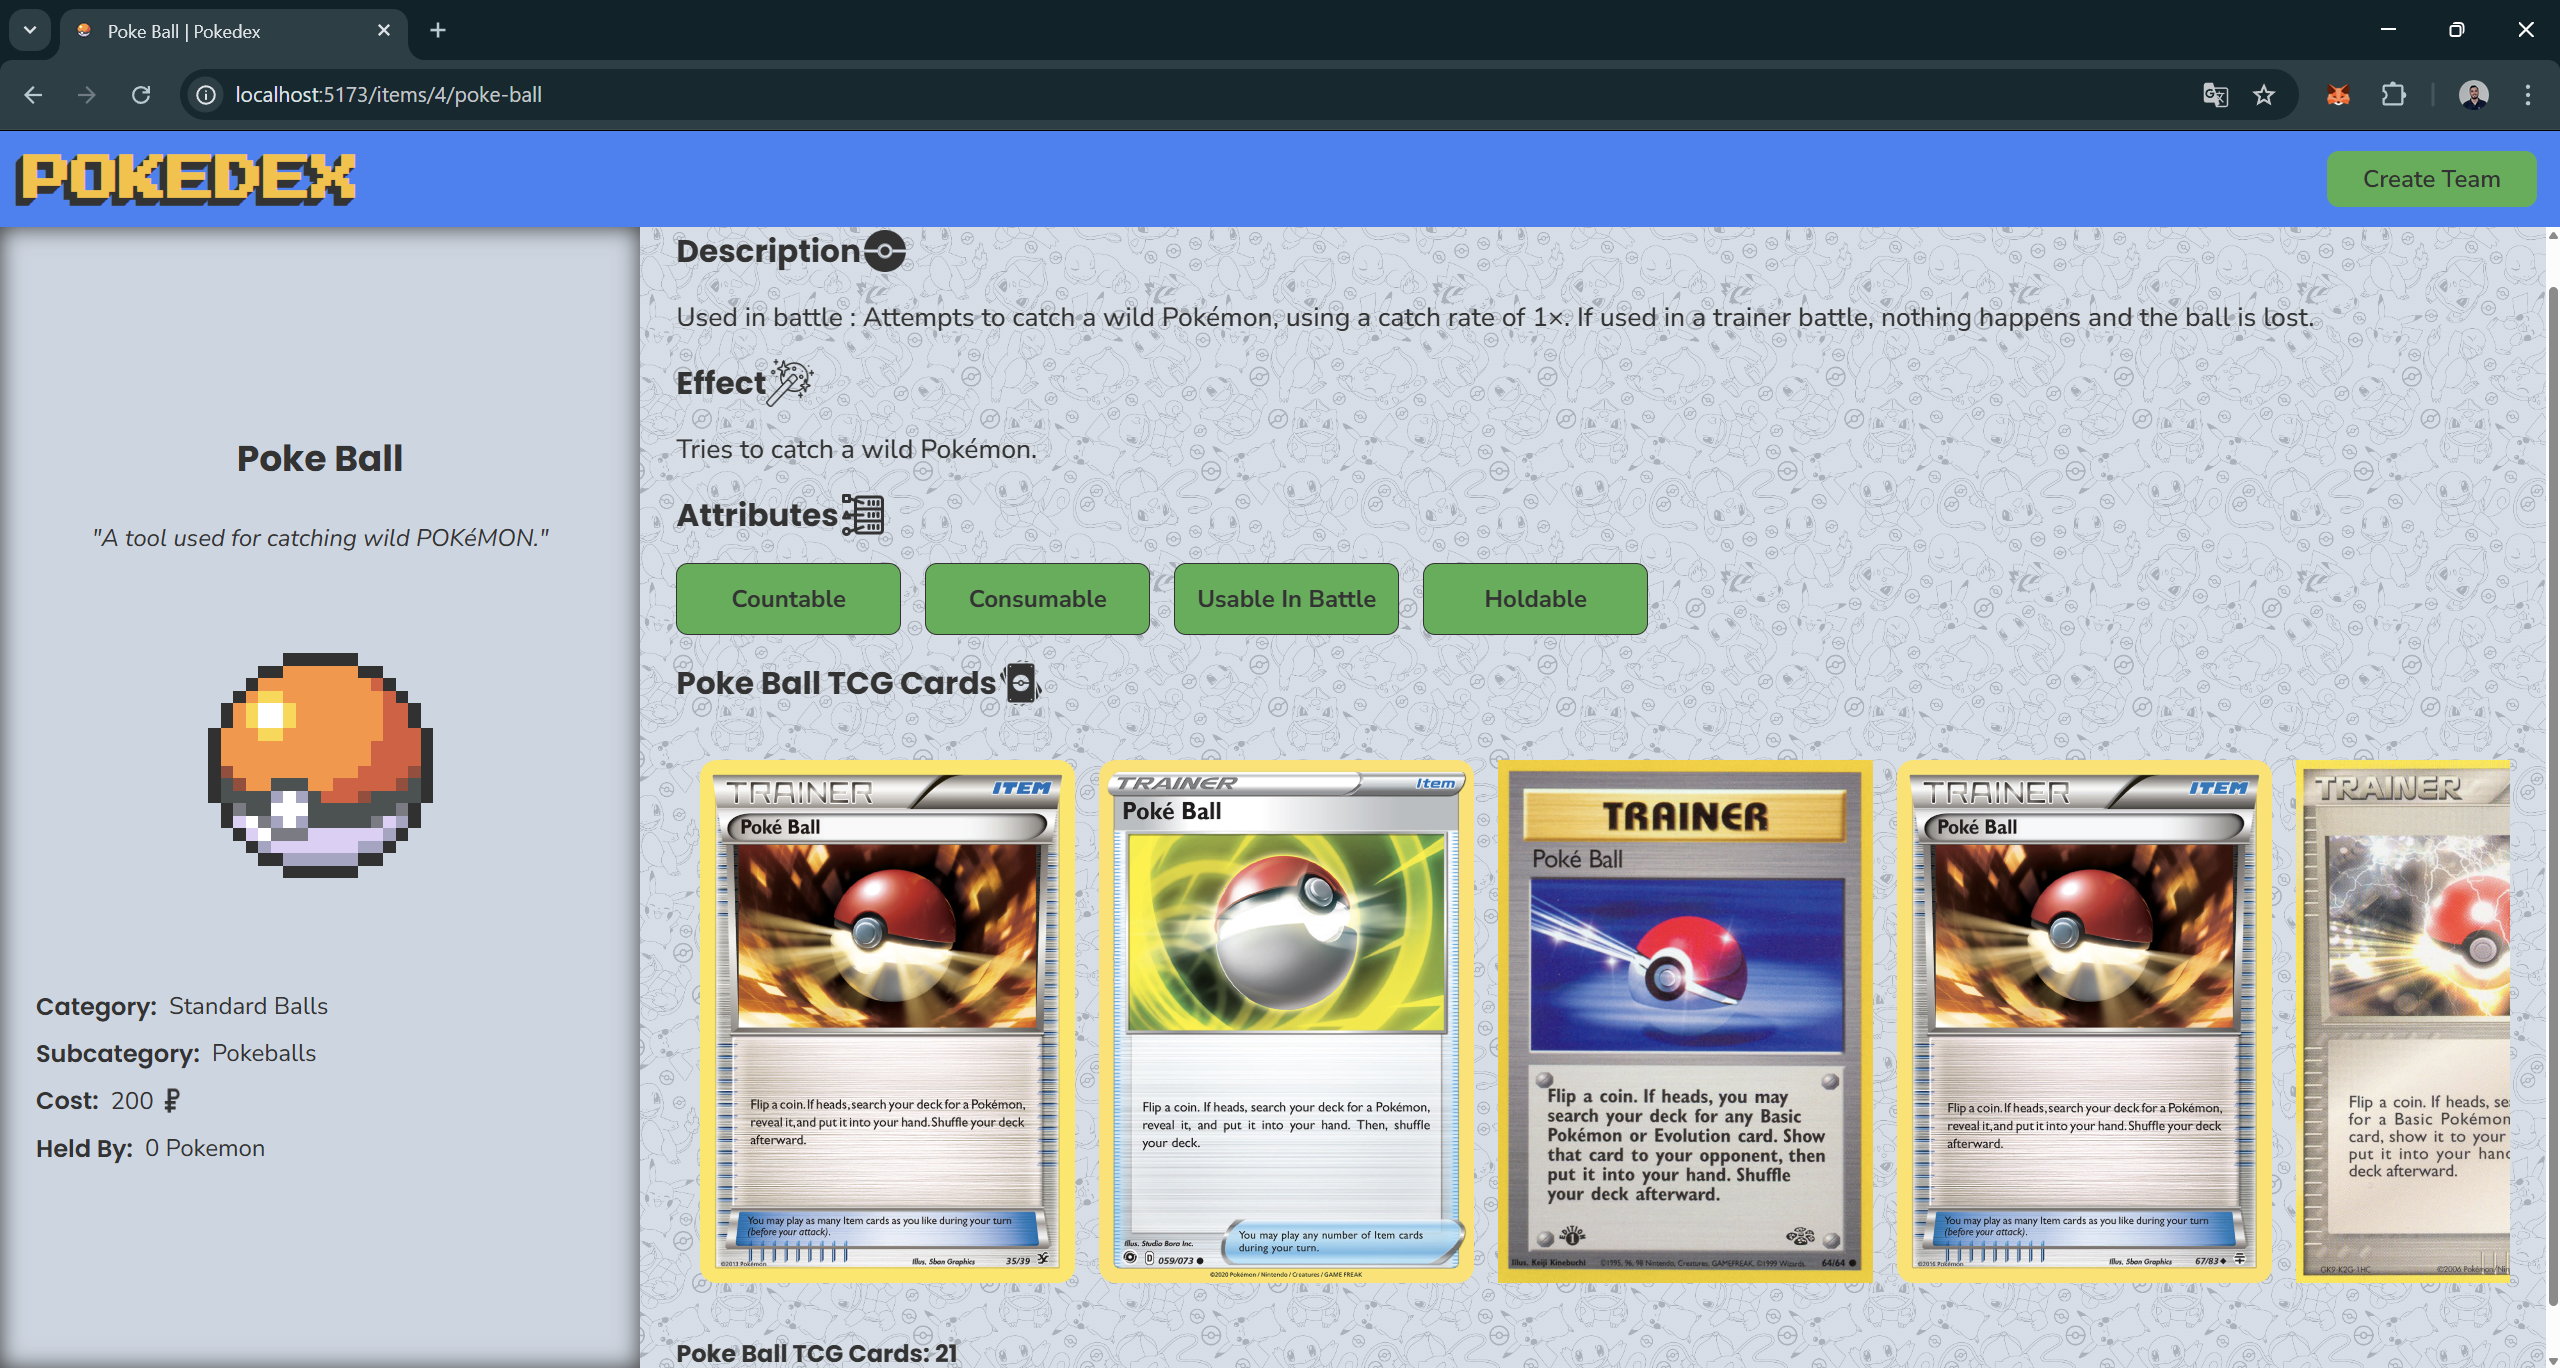 Poke Ball | Pokedex
localhost:5173/items/4/poke-ball
POKEDEX
Create Team
Poke Ball
"A tool used for catching wild POKéMON."
Category: Standard Balls
Subcategory: Pokeballs
Cost: 200 ₽
Held By: 0 Pokemon
Description
Used in battle : Attempts to catch a wild Pokémon, using a catch rate of 1×. If used in a trainer battle, nothing happens and the ball is lost.
Effect
Tries to catch a wild Pokémon.
Attributes
Countable
Consumable
Usable In Battle
Holdable
Poke Ball TCG Cards
TRAINER
ITEM
Poké Ball
Flip a coin. If heads, search your deck for a Pokémon,
reveal it, and put it into your hand. Shuffle your deck
afterward.
You may play as many Item cards as you like during your turn
(before your attack).
©2013 Pokémon
Illus. 5ban Graphics
35/39
TRAINER
Item
Poké Ball
Flip a coin. If heads, search your deck for a Pokémon,
reveal it, and put it into your hand. Then, shuffle
your deck.
Illus. Studio Bora Inc.
D 059/073
You may play any number of Item cards
during your turn.
©2020 Pokémon / Nintendo / Creatures / GAME FREAK
TRAINER
Poké Ball
Flip a coin. If heads, you may
search your deck for any Basic
Pokémon or Evolution card. Show
that card to your opponent, then
put it into your hand. Shuffle
your deck afterward.
1
Illus. Keiji Kinebuchi ©1995, 96, 98 Nintendo, Creatures, GAMEFREAK. ©1999 Wizards. 64/64
TRAINER
ITEM
Poké Ball
Flip a coin. If heads, search your deck for a Pokémon,
reveal it, and put it into your hand. Shuffle your deck
afterward.
You may play as many Item cards as you like during your turn
(before your attack).
©2016 Pokémon
Illus. 5ban Graphics
67/83
TRAINER
Flip a coin. If heads, se
for a Basic Pokémon
card, show it to your
put it into your hand
deck afterward.
GK9-K2G-1HC
©2006 Pokémon/Nin
Poke Ball TCG Cards: 21